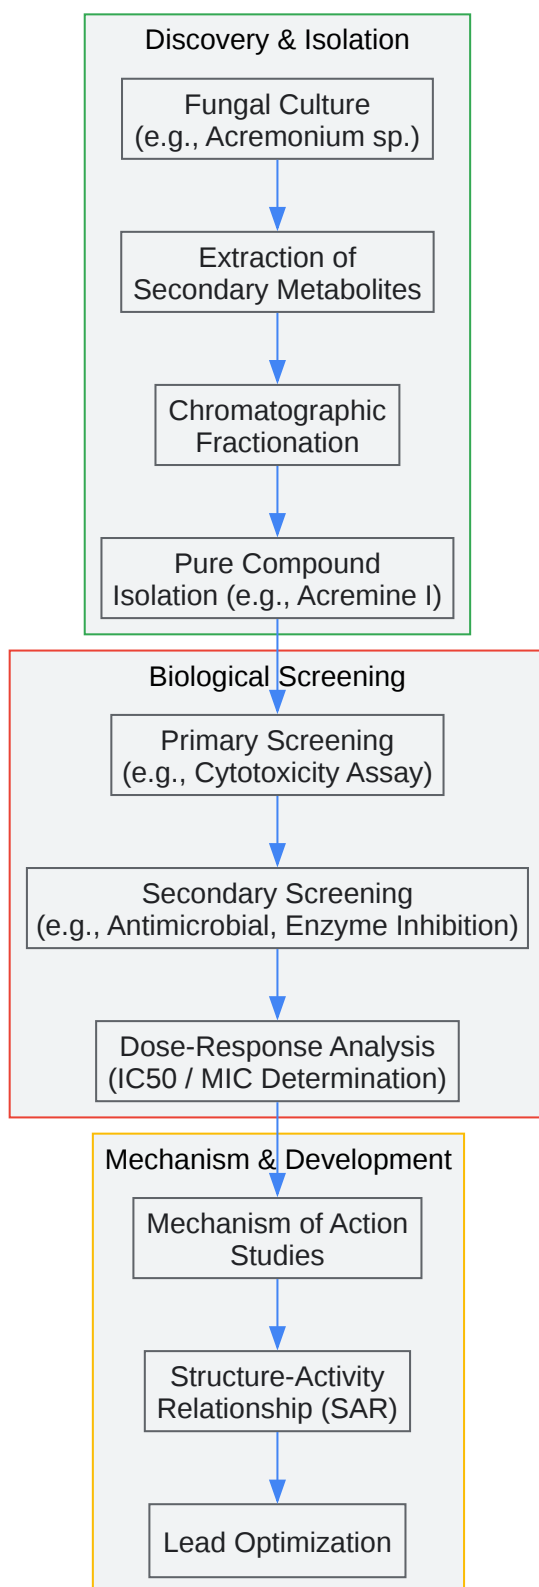 Discovery & Isolation
Fungal Culture
(e.g., Acremonium sp.)
Extraction of
Secondary Metabolites
Chromatographic
Fractionation
Pure Compound
Isolation (e.g., Acremine I)
Biological Screening
Primary Screening
(e.g., Cytotoxicity Assay)
Secondary Screening
(e.g., Antimicrobial, Enzyme Inhibition)
Dose-Response Analysis
(IC50 / MIC Determination)
Mechanism & Development
Mechanism of Action
Studies
Structure-Activity
Relationship (SAR)
Lead Optimization